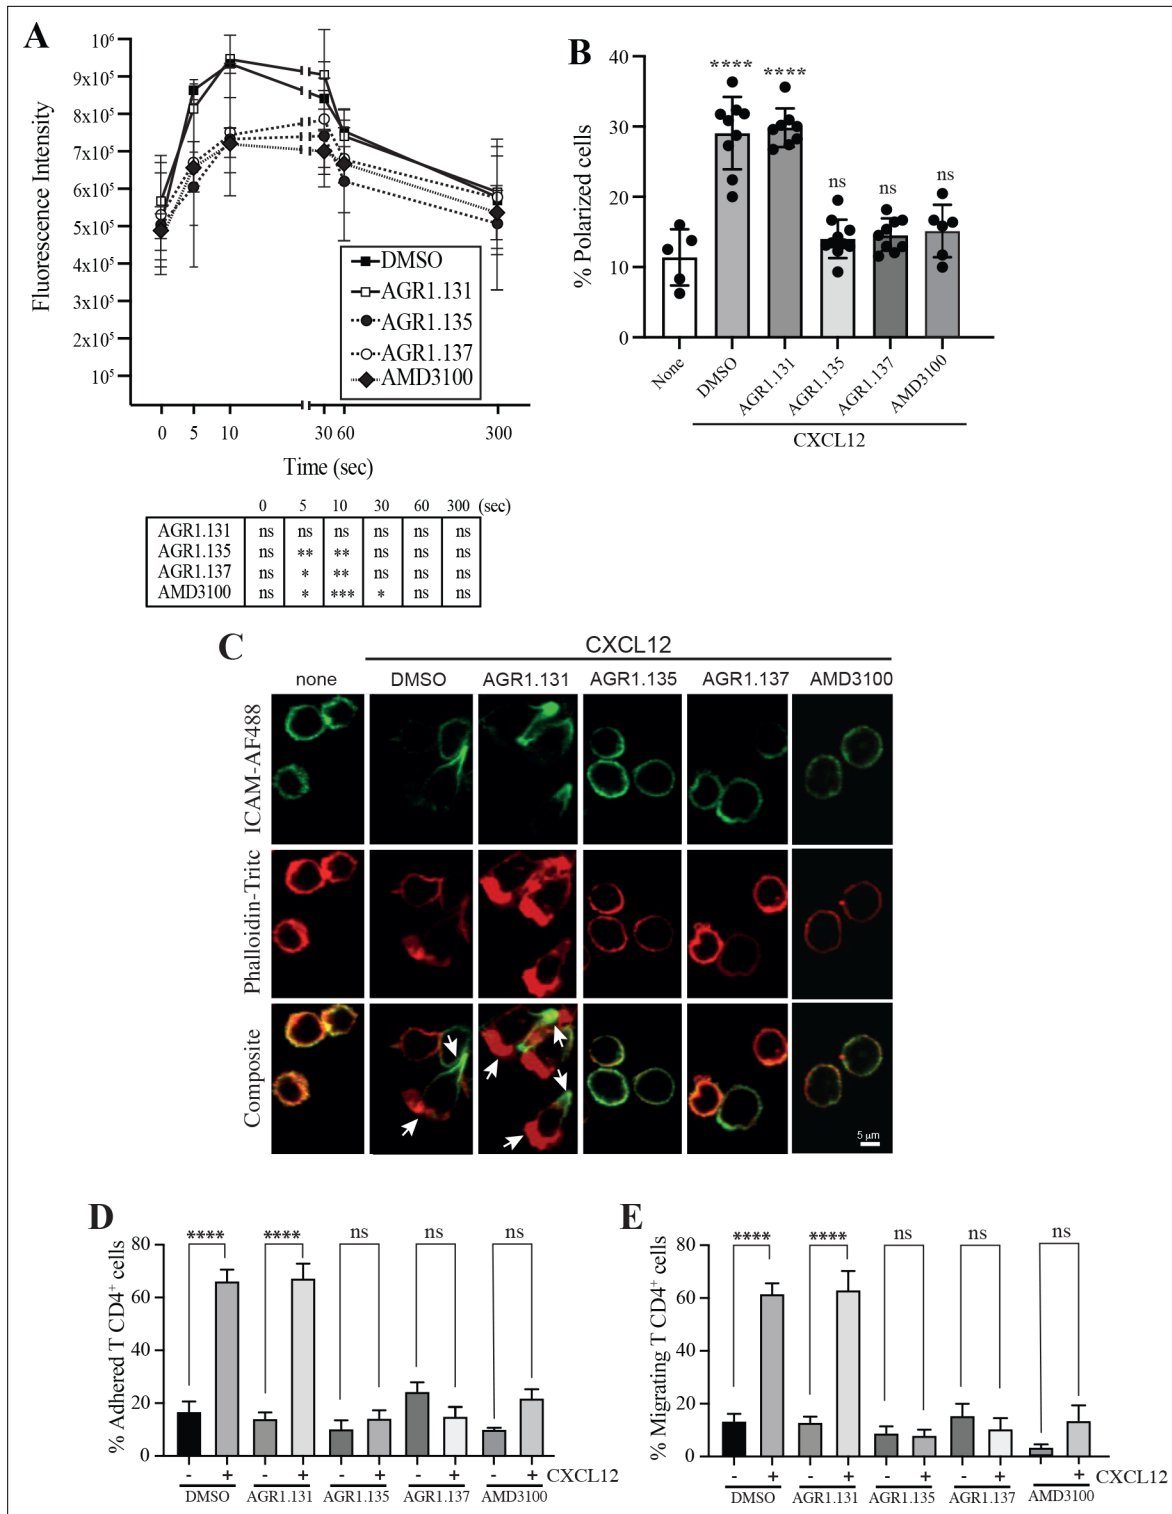 A
Fluorescence Intensity
10⁶
9x10⁵
8x10⁵
7x10⁵
6x10⁵
5x10⁵
4x10⁵
3x10⁵
2x10⁵
10⁵
DMSO
AGR1.131
AGR1.135
AGR1.137
AMD3100
0 5 10 30 60 300
Time (sec)
0 5 10 30 60 300 (sec)
AGR1.131 ns ns ns ns ns ns
AGR1.135 ns ** ** ns ns ns
AGR1.137 ns * ** ns ns ns
AMD3100 ns * *** * ns ns
B
% Polarized cells
40
30
20
10
0
**** **** ns ns ns
None DMSO AGR1.131 AGR1.135 AGR1.137 AMD3100
CXCL12
C
CXCL12
none DMSO AGR1.131 AGR1.135 AGR1.137 AMD3100
ICAM-AF488
Phalloidin-Tritc
Composite
5 µm
D
% Adhered T CD4⁺ cells
80
60
40
20
0
**** **** ns ns ns
- + - + - + - + - + CXCL12
DMSO AGR1.131 AGR1.135 AGR1.137 AMD3100
E
% Migrating T CD4⁺ cells
80
60
40
20
0
**** **** ns ns ns
- + - + - + - + - + CXCL12
DMSO AGR1.131 AGR1.135 AGR1.137 AMD3100